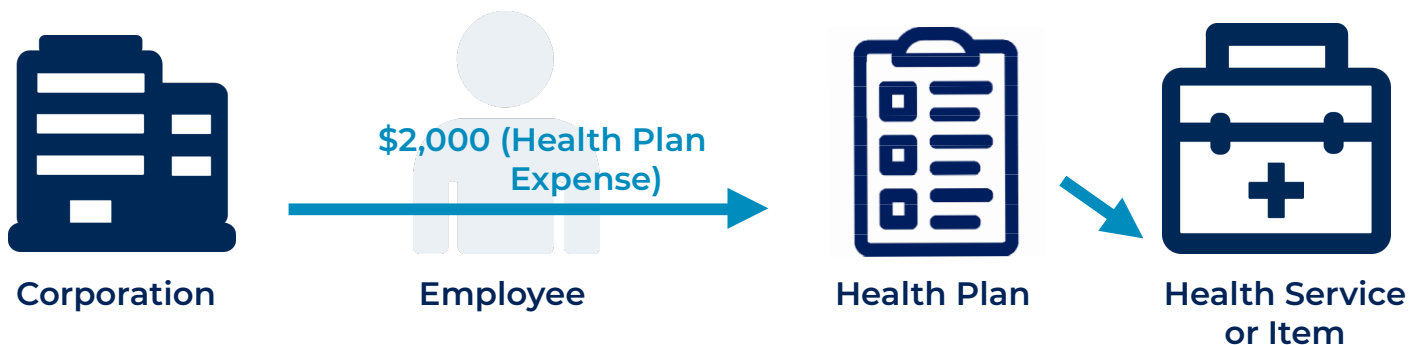 $2,000 (Health Plan
Expense)
Corporation
Employee
Health Plan
Health Service
or Item